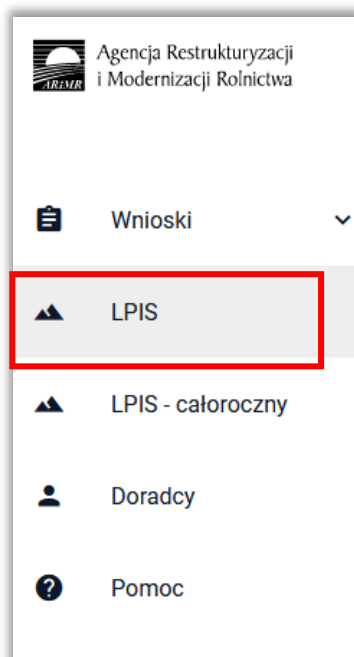 Agencja Restrukturyzacji
i Modernizacji Rolnictwa
ARiMR
Wnioski
LPIS
LPIS - całoroczny
Doradcy
Pomoc